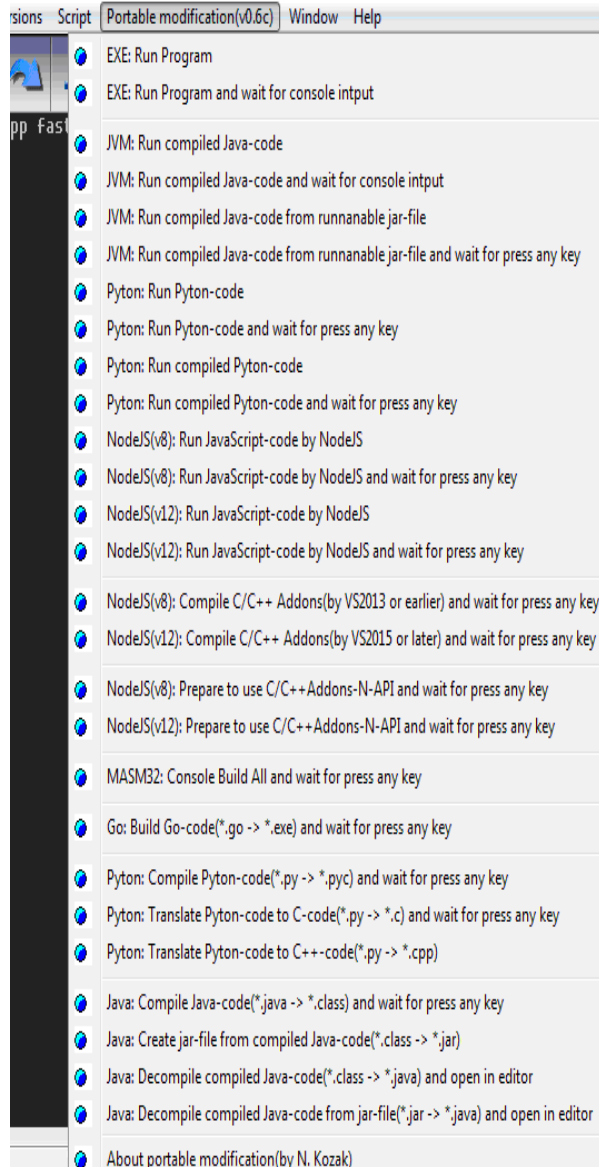 rsions Script Portable modification(v0.6c) Window Help
EXE: Run Program
EXE: Run Program and wait for console intput
pp fast
JVM: Run compiled Java-code
JVM: Run compiled Java-code and wait for console intput
JVM: Run compiled Java-code from runnanable jar-file
JVM: Run compiled Java-code from runnanable jar-file and wait for press any key
Pyton: Run Pyton-code
Pyton: Run Pyton-code and wait for press any key
Pyton: Run compiled Pyton-code
Pyton: Run compiled Pyton-code and wait for press any key
NodeJS(v8): Run JavaScript-code by NodeJS
NodeJS(v8): Run JavaScript-code by NodeJS and wait for press any key
NodeJS(v12): Run JavaScript-code by NodeJS
NodeJS(v12): Run JavaScript-code by NodeJS and wait for press any key
NodeJS(v8): Compile C/C++ Addons(by VS2013 or earlier) and wait for press any key
NodeJS(v12): Compile C/C++ Addons(by VS2015 or later) and wait for press any key
NodeJS(v8): Prepare to use C/C++Addons-N-API and wait for press any key
NodeJS(v12): Prepare to use C/C++Addons-N-API and wait for press any key
MASM32: Console Build All and wait for press any key
Go: Build Go-code(*.go -> *.exe) and wait for press any key
Pyton: Compile Pyton-code(*.py -> *.pyc) and wait for press any key
Pyton: Translate Pyton-code to C-code(*.py -> *.c) and wait for press any key
Pyton: Translate Pyton-code to C++-code(*.py -> *.cpp)
Java: Compile Java-code(*.java -> *.class) and wait for press any key
Java: Create jar-file from compiled Java-code(*.class -> *.jar)
Java: Decompile compiled Java-code(*.class -> *.java) and open in editor
Java: Decompile compiled Java-code from jar-file(*.jar -> *.java) and open in editor
About portable modification(by N. Kozak)